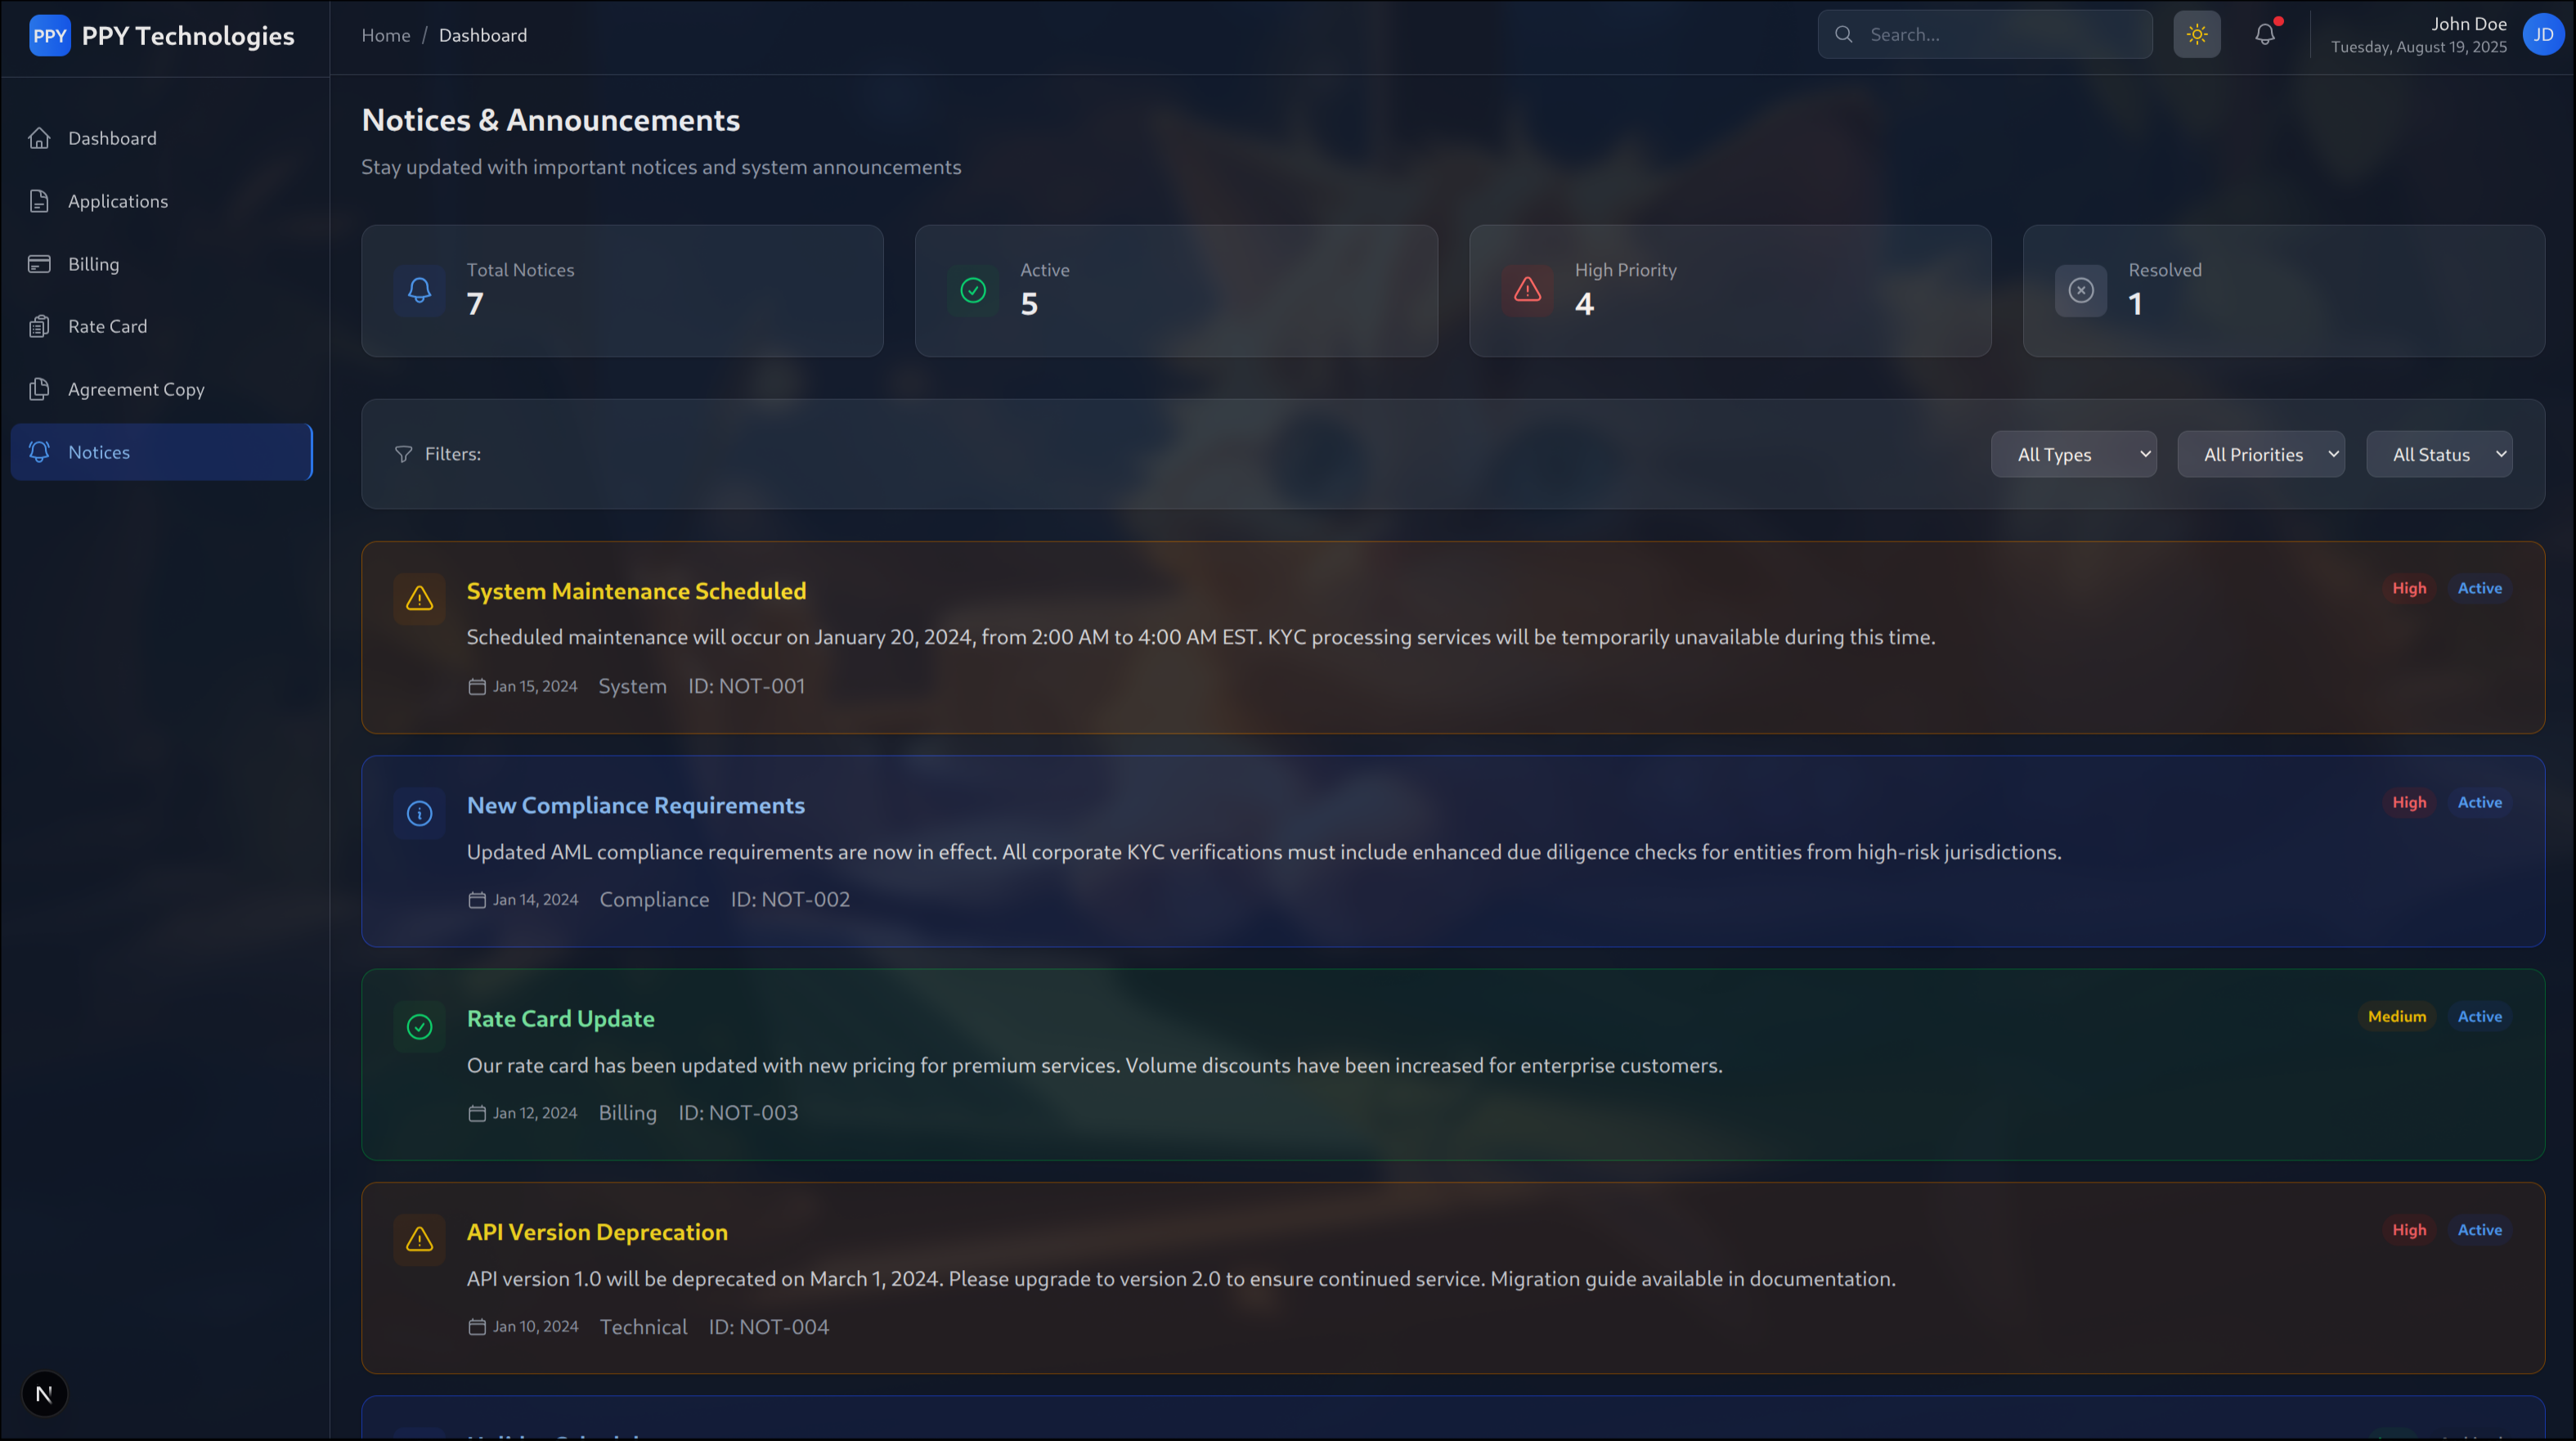 PPY PPY Technologies
Home / Dashboard
Search...
John Doe
Tuesday, August 19, 2025
JD
Dashboard
Applications
Billing
Rate Card
Agreement Copy
Notices
N
Notices & Announcements
Stay updated with important notices and system announcements
Total Notices
7
Active
5
High Priority
4
Resolved
1
Filters:
All Types
All Priorities
All Status
System Maintenance Scheduled
High Active
Scheduled maintenance will occur on January 20, 2024, from 2:00 AM to 4:00 AM EST. KYC processing services will be temporarily unavailable during this time.
Jan 15, 2024 System ID: NOT-001
New Compliance Requirements
High Active
Updated AML compliance requirements are now in effect. All corporate KYC verifications must include enhanced due diligence checks for entities from high-risk jurisdictions.
Jan 14, 2024 Compliance ID: NOT-002
Rate Card Update
Medium Active
Our rate card has been updated with new pricing for premium services. Volume discounts have been increased for enterprise customers.
Jan 12, 2024 Billing ID: NOT-003
API Version Deprecation
High Active
API version 1.0 will be deprecated on March 1, 2024. Please upgrade to version 2.0 to ensure continued service. Migration guide available in documentation.
Jan 10, 2024 Technical ID: NOT-004